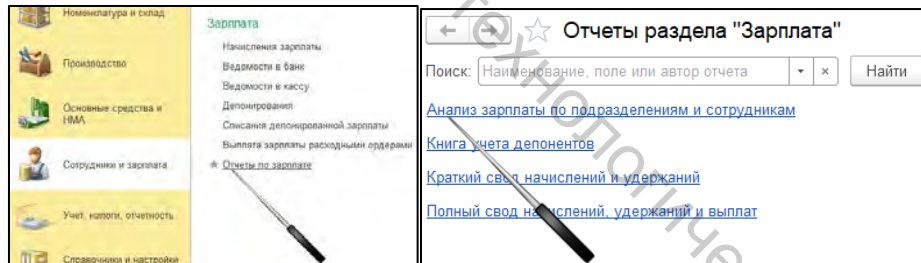 Номенклатура и склад
Производство
Основные средства и
НМА
Сотрудники и зарплата
Учет, налоги, отчетность
Справочники и настройки
Зарплата
Начисления зарплаты
Ведомости в банк
Ведомости в кассу
Депонирования
Списания депонированной зарплаты
Выплата зарплаты расходными ордерами
Отчеты по зарплате
Отчеты раздела "Зарплата"
Поиск: Наименование, поле или автор отчета Найти
Анализ зарплаты по подразделениям и сотрудникам
Книга учета депонентов
Краткий свод начислений и удержаний
Полный свод начислений, удержаний и выплат